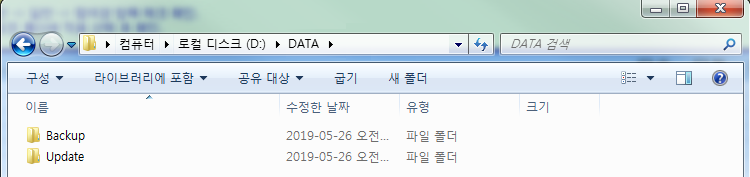 컴퓨터 ▸ 로컬 디스크 (D:) ▸ DATA ▸ DATA 검색
구성 라이브러리에 포함 공유 대상 굽기 새 폴더
이름 수정한 날짜 유형 크기
Backup 2019-05-26 오전... 파일 폴더
Update 2019-05-26 오전... 파일 폴더